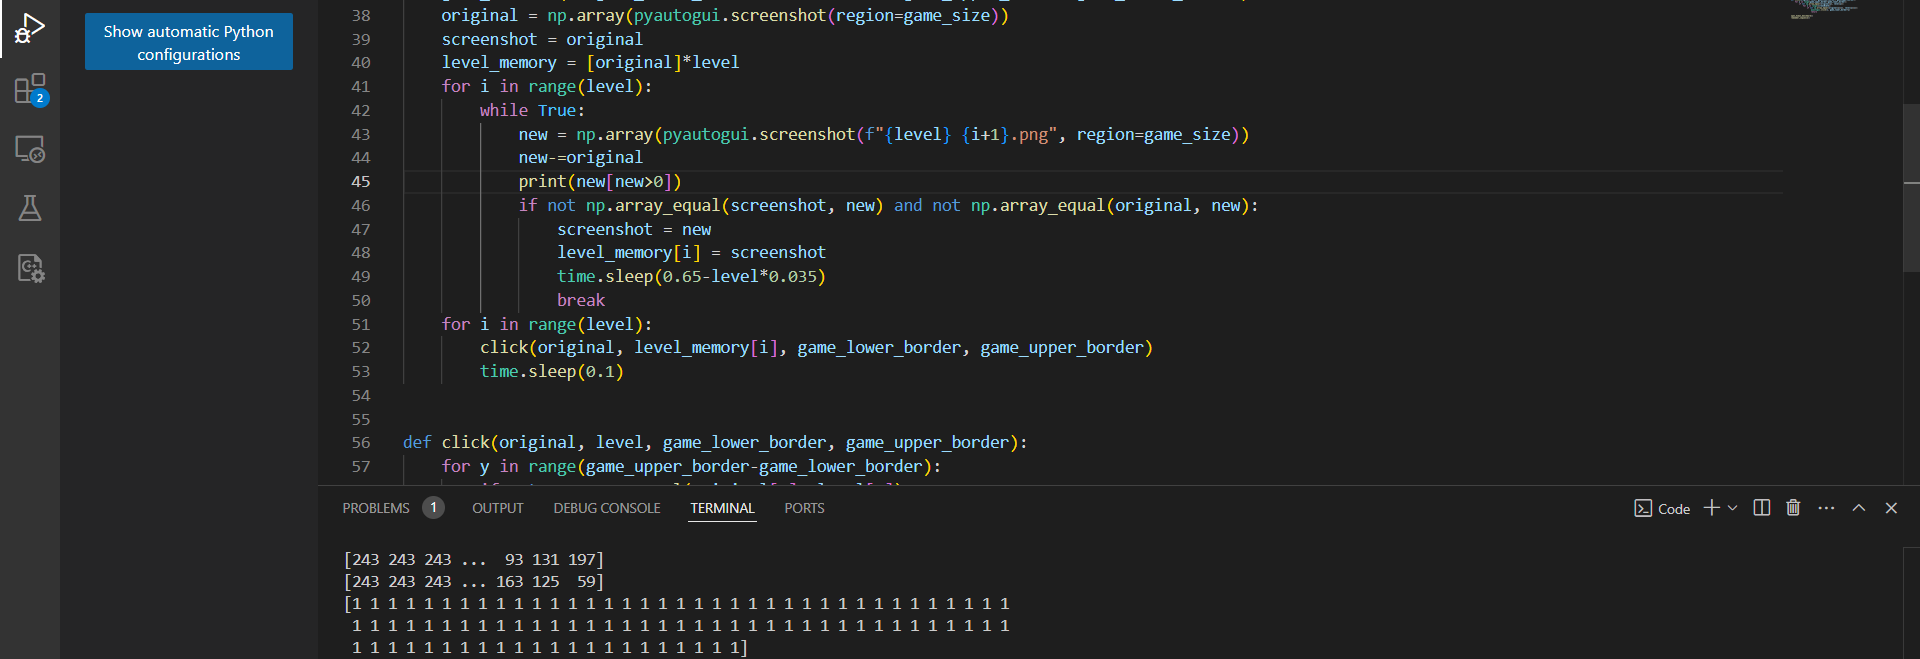 Show automatic Python
configurations
2
38 original = np.array(pyautogui.screenshot(region=game_size))
39 screenshot = original
40 level_memory = [original]*level
41 for i in range(level):
42 while True:
43 new = np.array(pyautogui.screenshot(f"{level} {i+1}.png", region=game_size))
44 new-=original
45 print(new[new>0])
46 if not np.array_equal(screenshot, new) and not np.array_equal(original, new):
47 screenshot = new
48 level_memory[i] = screenshot
49 time.sleep(0.65-level*0.035)
50 break
51 for i in range(level):
52 click(original, level_memory[i], game_lower_border, game_upper_border)
53 time.sleep(0.1)
54
55
56 def click(original, level, game_lower_border, game_upper_border):
57 for y in range(game_upper_border-game_lower_border):
PROBLEMS 1 OUTPUT DEBUG CONSOLE TERMINAL PORTS Code
[243 243 243 ...  93 131 197]
[243 243 243 ... 163 125  59]
[1 1 1 1 1 1 1 1 1 1 1 1 1 1 1 1 1 1 1 1 1 1 1 1 1 1 1 1 1 1 1 1 1 1 1 1 1
1 1 1 1 1 1 1 1 1 1 1 1 1 1 1 1 1 1 1 1 1 1 1 1 1 1 1 1 1 1 1 1 1 1 1 1 1
1 1 1 1 1 1 1 1 1 1 1 1 1 1 1 1 1 1 1 1 1 1]